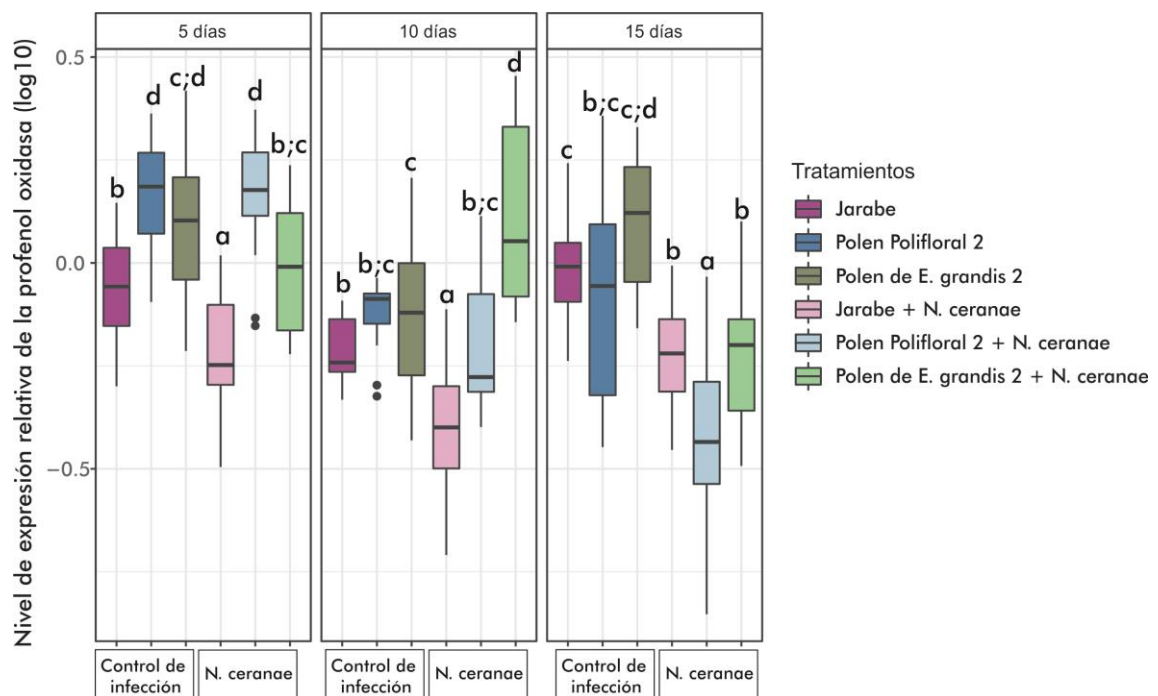 Nivel de expresión relativa de la profenol oxidasa (log10)
5 días
10 días
15 días
0.5
0.0
−0.5
b
d
c;d
a
d
b;c
b
b;c
c
a
b;c
d
c
b;c
c;d
b
a
b
Control de
infección
N. ceranae
Control de
infección
N. ceranae
Control de
infección
N. ceranae
Tratamientos
Jarabe
Polen Polifloral 2
Polen de E. grandis 2
Jarabe + N. ceranae
Polen Polifloral 2 + N. ceranae
Polen de E. grandis 2 + N. ceranae